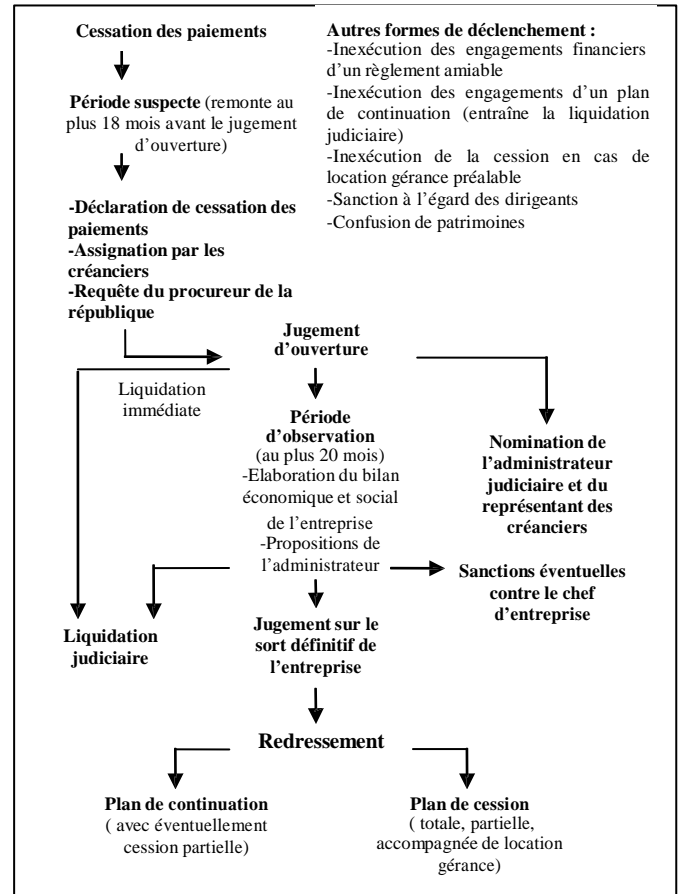 Cessation des paiements
Période suspecte (remonte au
plus 18 mois avant le jugement
d'ouverture)
-Déclaration de cessation des
paiements
-Assignation par les
créanciers
-Requête du procureur de la
république
Autres formes de déclenchement :
-Inexécution des engagements financiers
d'un règlement amiable
-Inexécution des engagements d'un plan
de continuation (entraîne la liquidation
judiciaire)
-Inexécution de la cession en cas de
location gérance préalable
-Sanction à l'égard des dirigeants
-Confusion de patrimoines
Jugement
d'ouverture
Liquidation
immédiate
Période
d'observation
(au plus 20 mois)
-Elaboration du bilan
économique et social
de l'entreprise
-Propositions de
l'administrateur
Nomination de
l'administrateur
judiciaire et du
représentant des
créanciers
Sanctions éventuelles
contre le chef
d'entreprise
Liquidation
judiciaire
Jugement sur le
sort définitif de
l'entreprise
Redressement
Plan de continuation
( avec éventuellement
cession partielle)
Plan de cession
( totale, partielle,
accompagnée de location
gérance)